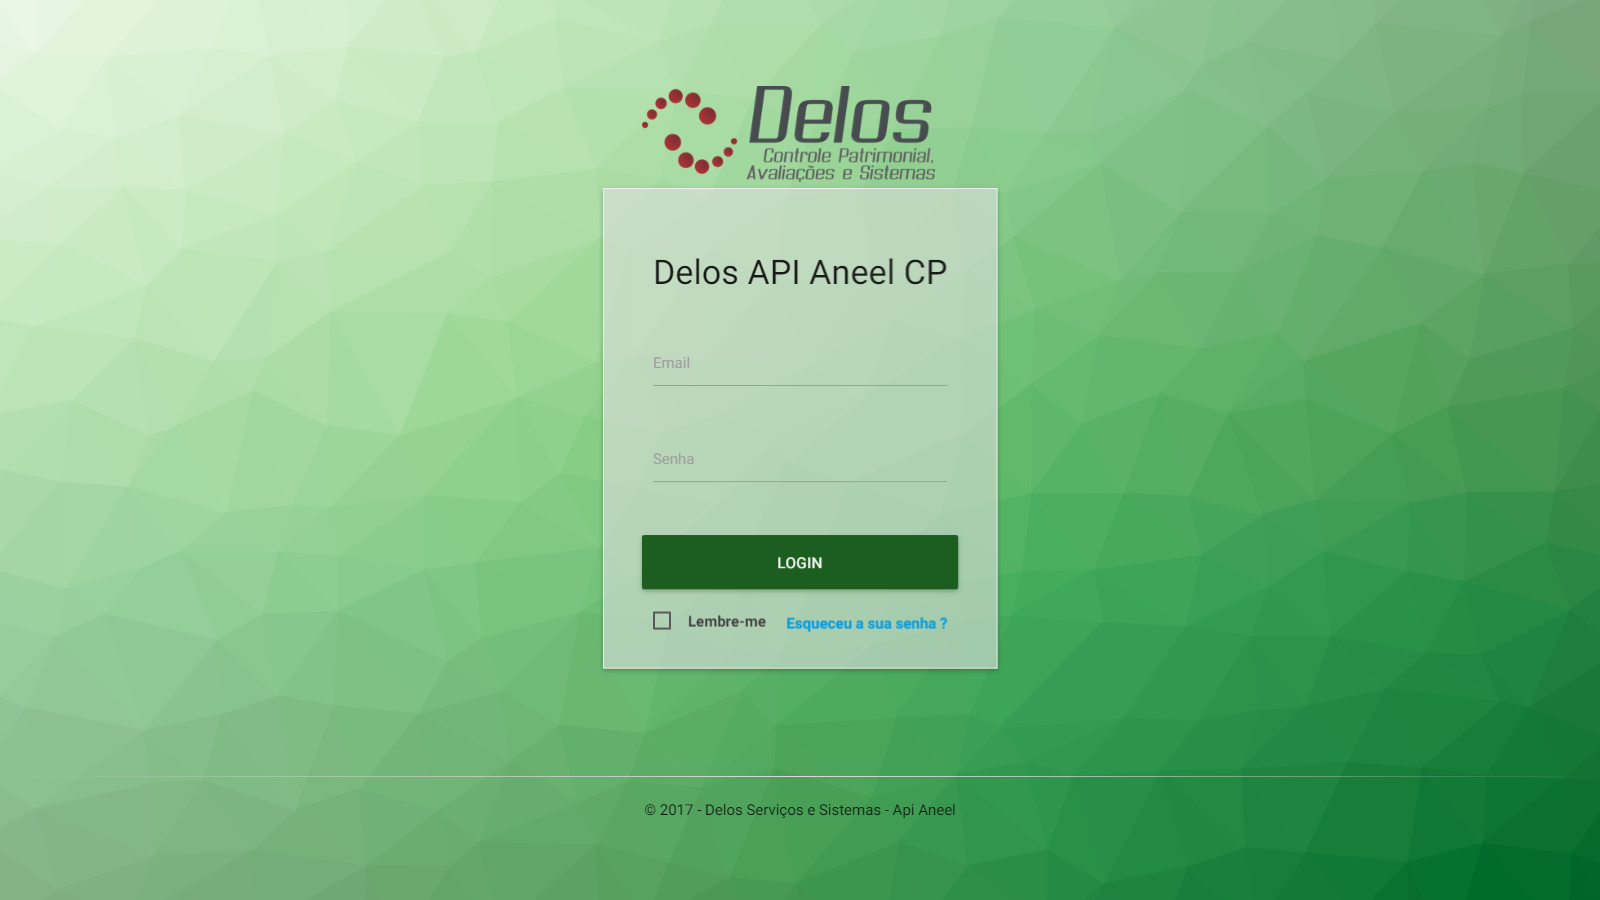 Delos
Controle Patrimonial,
Avaliações e Sistemas
Delos API Aneel CP
Email
Senha
LOGIN
Lembre-me Esqueceu a sua senha ?
© 2017 - Delos Serviços e Sistemas - Api Aneel